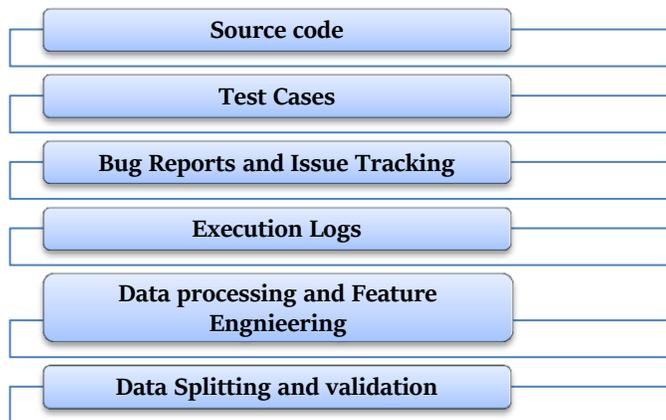 Source code
Test Cases
Bug Reports and Issue Tracking
Execution Logs
Data processing and Feature
Engnieering
Data Splitting and validation